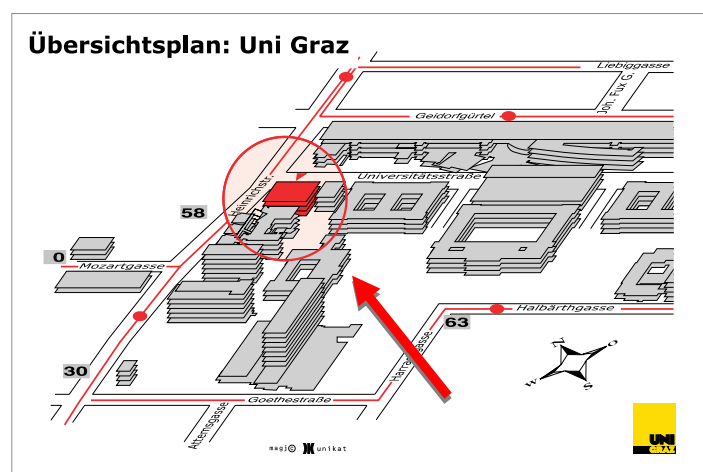 Übersichtsplan: Uni Graz
Liebiggasse
Joh. Fux G.
Geidorfgürtel
Universitätsstraße
Heinrichstr.
58
0
Mozartgasse
Halbärthgasse
63
Harrachgasse
30
Goethestraße
Attemsgasse
N
O
W
S
magj© unikat
UNI
GRAZ